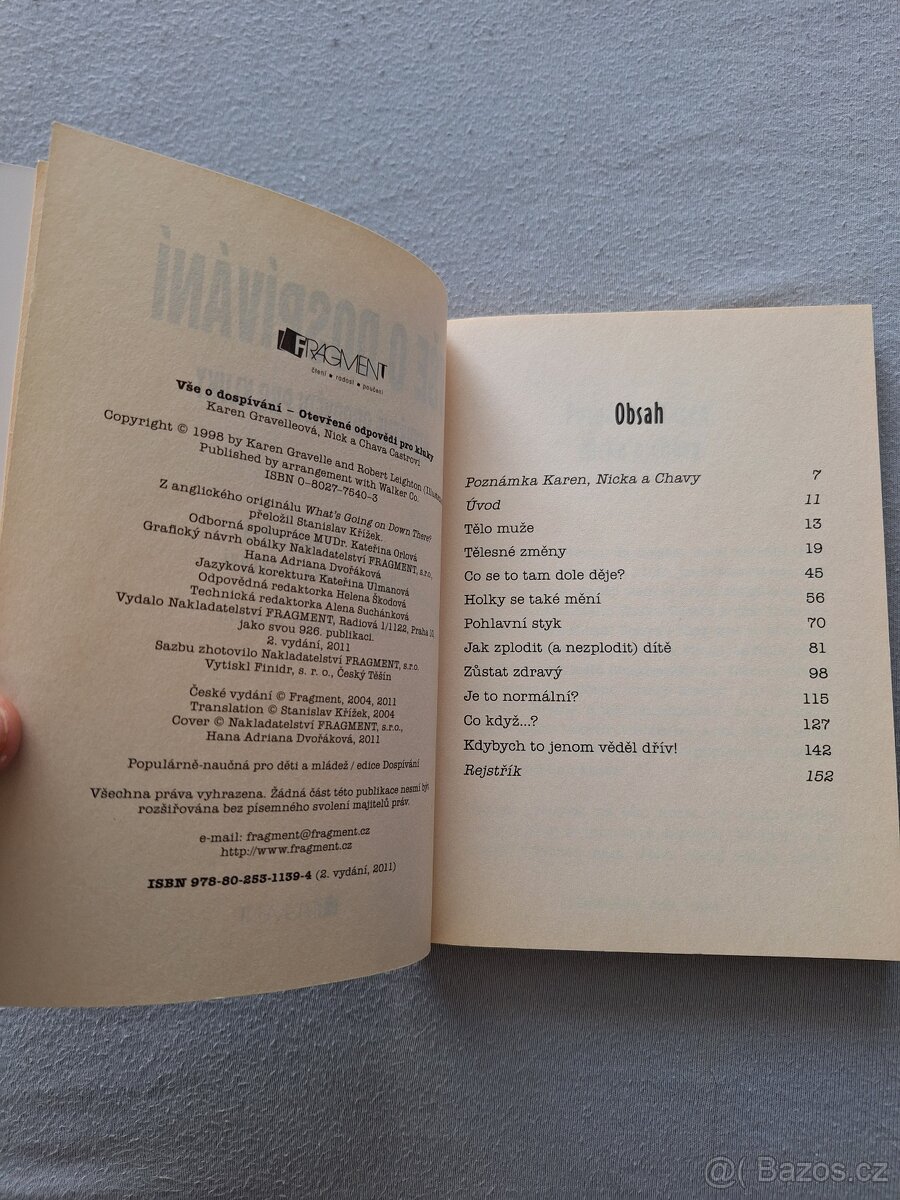 FRAGMENT
čtení ★ radost ★ poučení
Vše o dospívání – Otevřené odpovědi pro kluky
Karen Gravelleová, Nick a Chava Castrovi
Copyright © 1998 by Karen Gravelle and Robert Leighton
Published by arrangement with Walker Co.
ISBN 0–8027–7540–3
Z anglického originálu What's Going on Down There?
přeložil Stanislav Křížek.
Odborná spolupráce MUDr. Kateřina Orlová
Grafický návrh obálky Nakladatelství FRAGMENT, s.r.o.,
Hana Adriana Dvořáková
Jazyková korektura Kateřina Ulmanová
Odpovědná redaktorka Helena Škodová
Technická redaktorka Alena Suchánková
Vydalo Nakladatelství FRAGMENT, Radiová 1/1122, Praha 10,
jako svou 926. publikaci.
2. vydání, 2011
Sazbu zhotovilo Nakladatelství FRAGMENT, s.r.o.
Vytiskl Finidr, s. r. o., Český Těšín
České vydání © Fragment, 2004, 2011
Translation © Stanislav Křížek, 2004
Cover © Nakladatelství FRAGMENT, s.r.o.,
Hana Adriana Dvořáková, 2011
Populárně-naučná pro děti a mládež / edice Dospívání
Všechna práva vyhrazena. Žádná část této publikace nesmí být
rozšiřována bez písemného svolení majitelů práv.
e-mail: fragment@fragment.cz
http://www.fragment.cz
ISBN 978-80-253-1139-4 (2. vydání, 2011)
Obsah
Poznámka Karen, Nicka a Chavy 7
Úvod 11
Tělo muže 13
Tělesné změny 19
Co se to tam dole děje? 45
Holky se také mění 56
Pohlavní styk 70
Jak zplodit (a nezplodit) dítě 81
Zůstat zdravý 98
Je to normální? 115
Co když...? 127
Kdybych to jenom věděl dřív! 142
Rejstřík 152
@( Bazos.cz